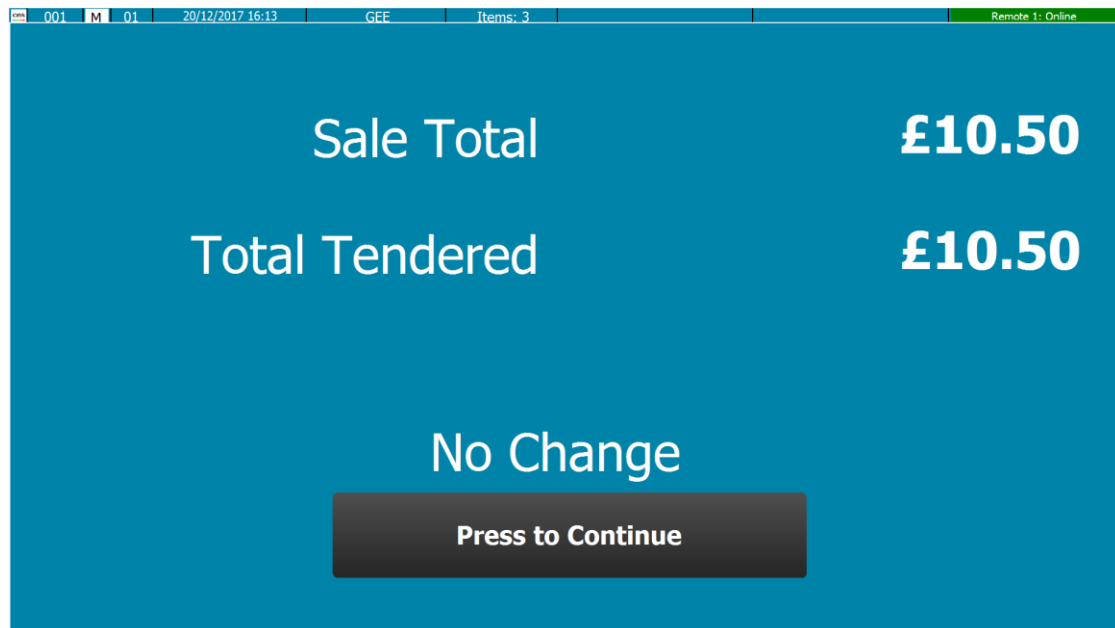 001 M 01 20/12/2017 16:13 GEE Items: 3 Remote 1: Online
Sale Total £10.50
Total Tendered £10.50
No Change
Press to Continue